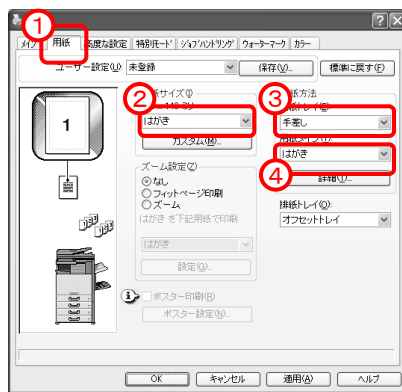 1
メイン 用紙 高度な設定 特別モード ジョブハンドリング ウォーターマーク カラー
ユーザー設定(U): 未登録 保存(V)... 標準に戻す(F)
2
紙サイズ(I)
3
紙方法
はがき
手差し
カスタム(M)...
1
はがき
4
詳細(J)...
ズーム設定(Z)
なし
フィットページ印刷
ズーム
はがき を下記用紙で印刷
排紙トレイ(O):
オフセットトレイ
はがき
設定(G)...
ポスター印刷(R)
ポスター設定(N)...
OK キャンセル 適用(A) ヘルプ